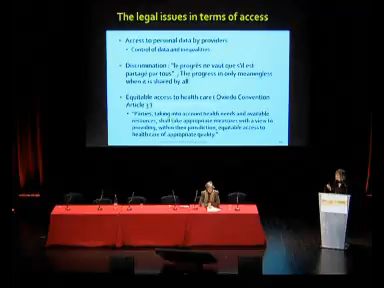 The legal issues in terms of access
• Access to personal data by providers
• Control of data and inequalities
• Discrimination : "le progrès ne vaut que s'il est
partagé par tous" , The progress in only meaningless
when it is shared by all
• Equitable access to health care ( Oviedo Convention
Article 3 )
• "Parties, taking into account health needs and available
resources, shall take appropriate measures with a view to
providing, within their jurisdiction, equitable access to
health care of appropriate quality."